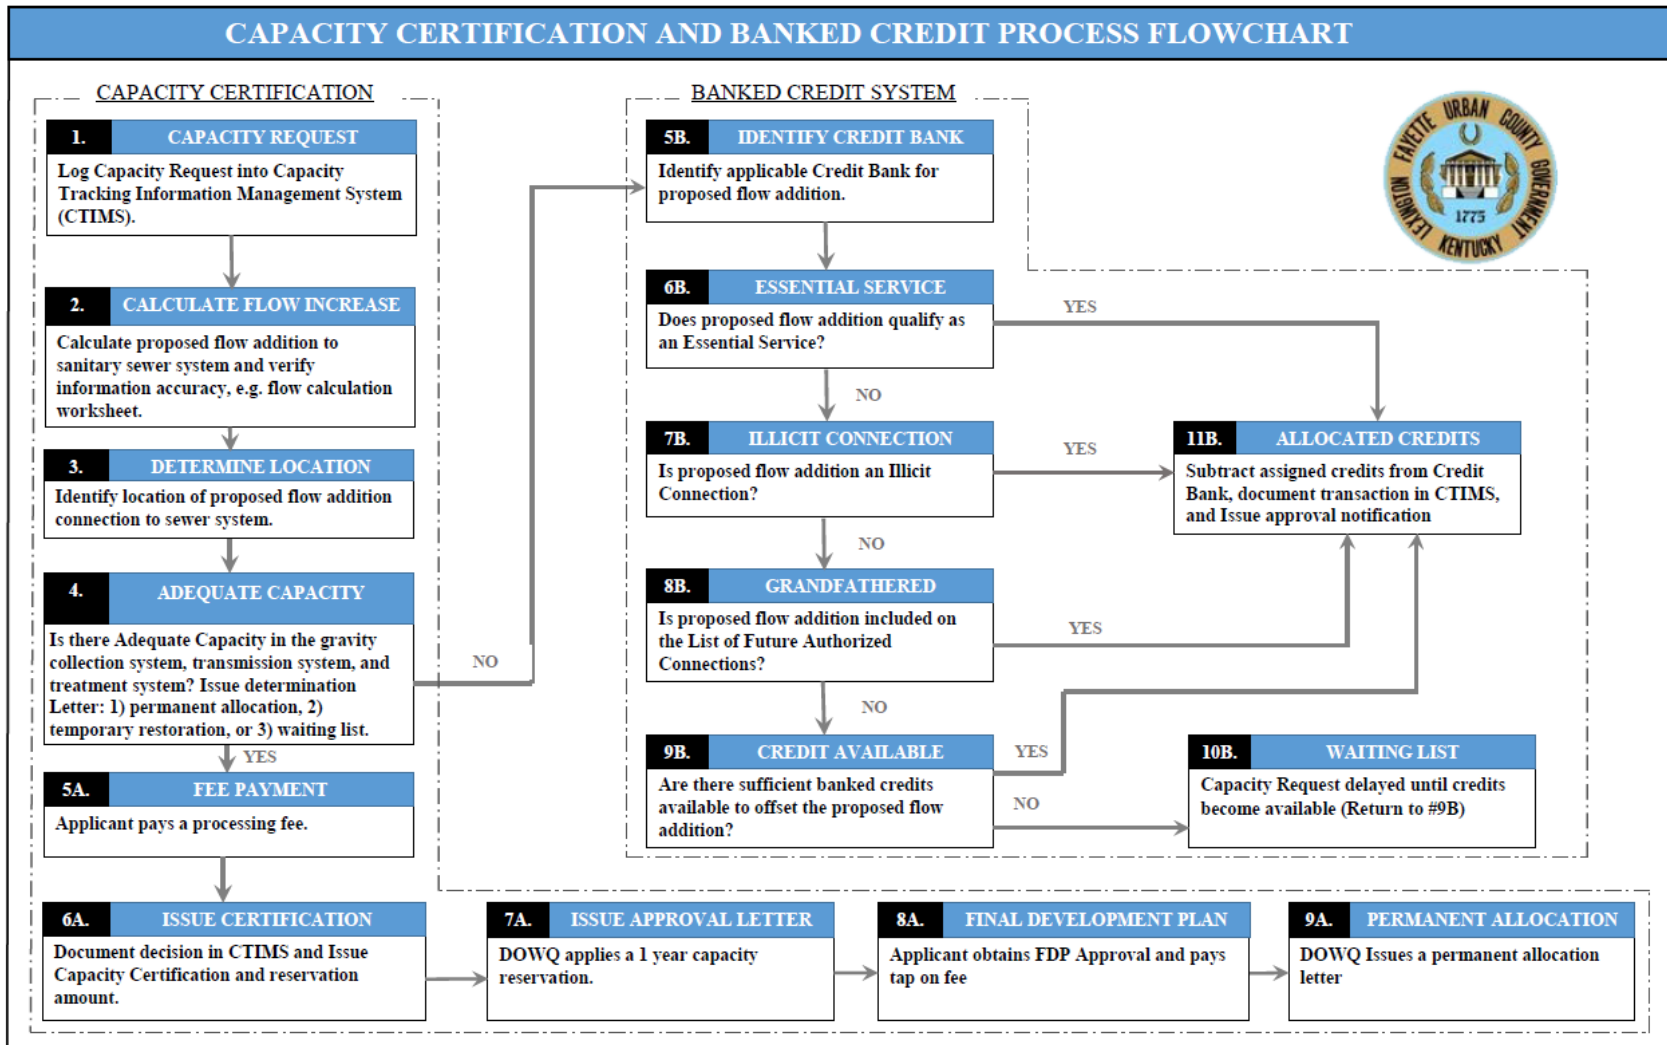 CAPACITY CERTIFICATION AND BANKED CREDIT PROCESS FLOWCHART
CAPACITY CERTIFICATION
1. CAPACITY REQUEST
Log Capacity Request into Capacity
Tracking Information Management System
(CTIMS).
2. CALCULATE FLOW INCREASE
Calculate proposed flow addition to
sanitary sewer system and verify
information accuracy, e.g. flow calculation
worksheet.
3. DETERMINE LOCATION
Identify location of proposed flow addition
connection to sewer system.
4. ADEQUATE CAPACITY
Is there Adequate Capacity in the gravity
collection system, transmission system, and
treatment system? Issue determination
Letter: 1) permanent allocation, 2)
temporary restoration, or 3) waiting list.
NO
YES
5A. FEE PAYMENT
Applicant pays a processing fee.
6A. ISSUE CERTIFICATION
Document decision in CTIMS and Issue
Capacity Certification and reservation
amount.
7A. ISSUE APPROVAL LETTER
DOWQ applies a 1 year capacity
reservation.
8A. FINAL DEVELOPMENT PLAN
Applicant obtains FDP Approval and pays
tap on fee
9A. PERMANENT ALLOCATION
DOWQ Issues a permanent allocation
letter
BANKED CREDIT SYSTEM
5B. IDENTIFY CREDIT BANK
Identify applicable Credit Bank for
proposed flow addition.
6B. ESSENTIAL SERVICE
Does proposed flow addition qualify as
an Essential Service?
YES
NO
7B. ILLICIT CONNECTION
Is proposed flow addition an Illicit
Connection?
YES
NO
8B. GRANDFATHERED
Is proposed flow addition included on
the List of Future Authorized
Connections?
YES
NO
9B. CREDIT AVAILABLE
Are there sufficient banked credits
available to offset the proposed flow
addition?
YES
NO
10B. WAITING LIST
Capacity Request delayed until credits
become available (Return to #9B)
11B. ALLOCATED CREDITS
Subtract assigned credits from Credit
Bank, document transaction in CTIMS,
and Issue approval notification
LEXINGTON FAYETTE URBAN COUNTY GOVERNMENT
1775
KENTUCKY